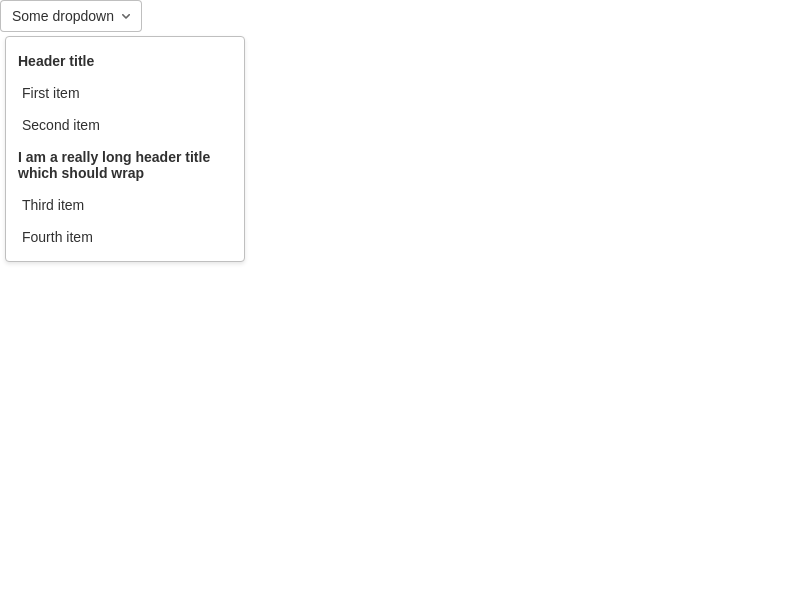 Some dropdown
Header title
First item
Second item
I am a really long header title
which should wrap
Third item
Fourth item